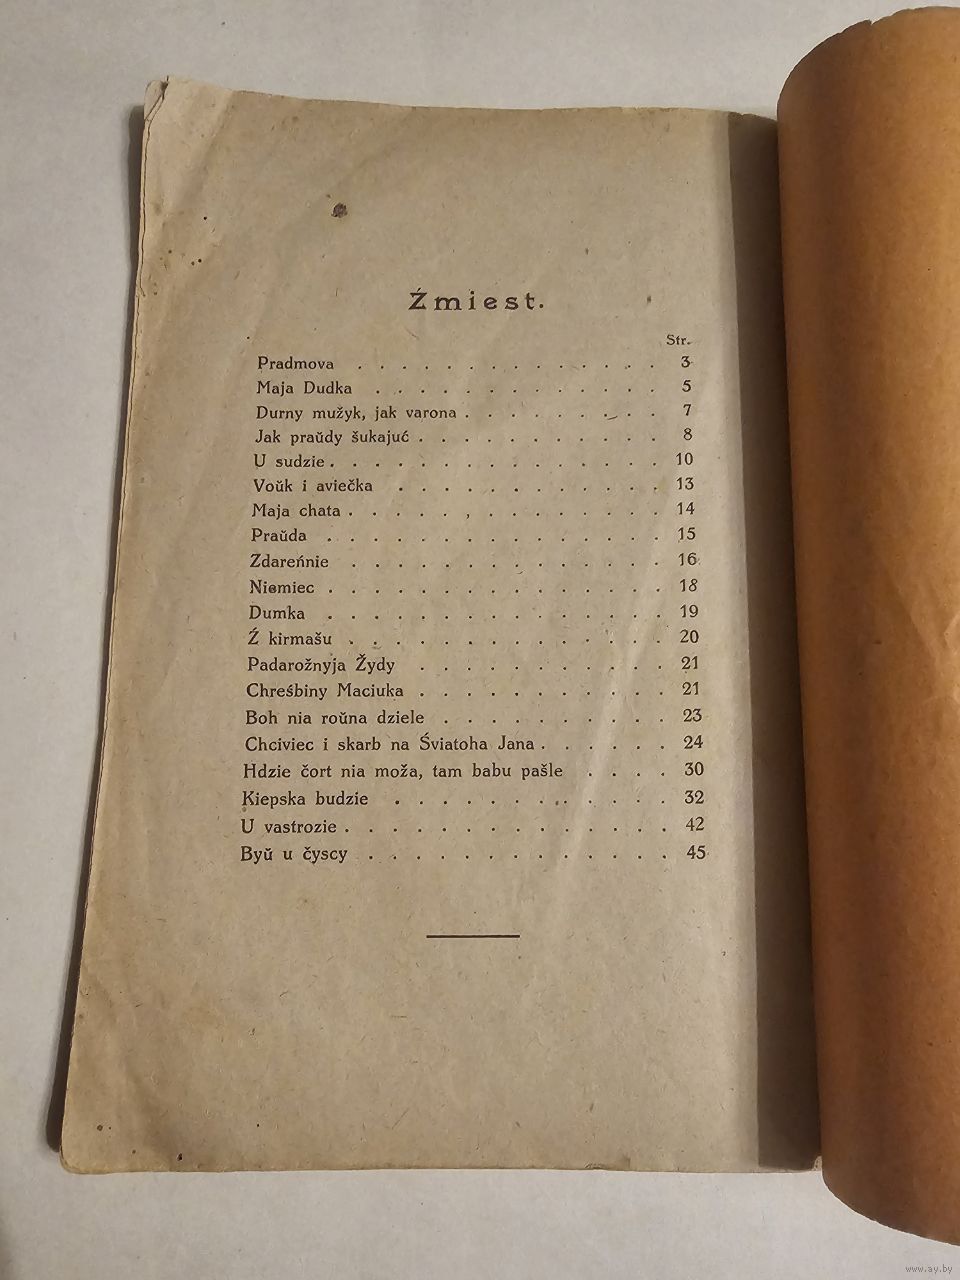 Źmiest.
Str.
Pradmova . . . . . . . . . . . . . . 3
Maja Dudka . . . . . . . . . . . . . 5
Durny mužyk, jak varona . . . . . . . . . 7
Jak praŭdy šukajuć . . . . . . . . . . . 8
U sudzie . . . . . . . . . . . . . . . 10
Voŭk i aviečka . . . . . . . . . . . . 13
Maja chata . . . . . . . . . . . . . . 14
Praŭda . . . . . . . . . . . . . . . 15
Zdareńnie . . . . . . . . . . . . . . 16
Niemiec . . . . . . . . . . . . . . . 18
Dumka . . . . . . . . . . . . . . . 19
Ź kirmašu . . . . . . . . . . . . . . 20
Padarožnyja Žydy . . . . . . . . . . . 21
Chreśbiny Maciuka . . . . . . . . . . . 21
Boh nia roŭna dziele . . . . . . . . . . 23
Chciviec i skarb na Śviatoha Jana . . . . . . 24
Hdzie čort nia moža, tam babu pašle . . . . 30
Kiepska budzie . . . . . . . . . . . . 32
U vastrozie . . . . . . . . . . . . . . 42
Byŭ u čyscy . . . . . . . . . . . . . 45
www.ay.by